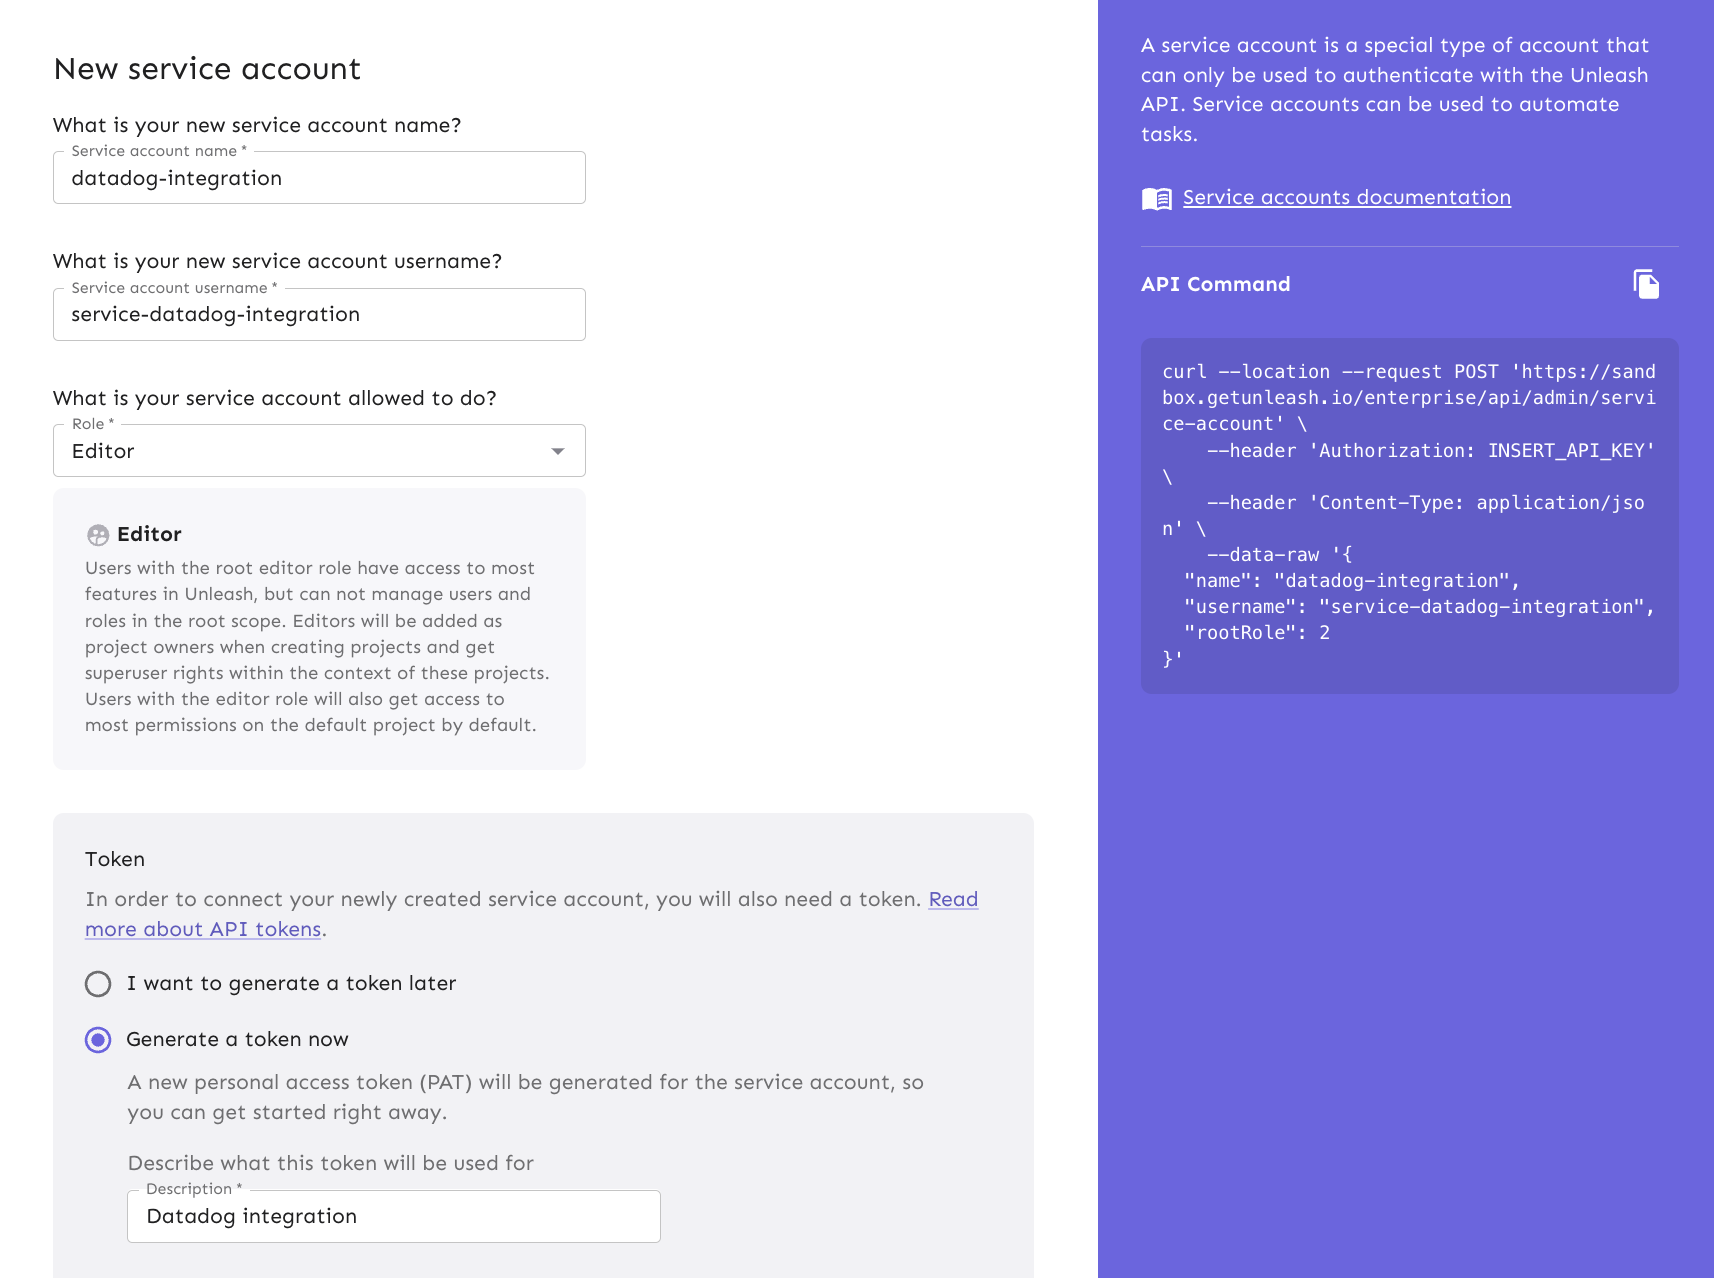 New service account
What is your new service account name?
Service account name *
datadog-integration
What is your new service account username?
Service account username *
service-datadog-integration
What is your service account allowed to do?
Role *
Editor
Editor
Users with the root editor role have access to most
features in Unleash, but can not manage users and
roles in the root scope. Editors will be added as
project owners when creating projects and get
superuser rights within the context of these projects.
Users with the editor role will also get access to
most permissions on the default project by default.
Token
In order to connect your newly created service account, you will also need a token. Read
more about API tokens.
I want to generate a token later
Generate a token now
A new personal access token (PAT) will be generated for the service account, so
you can get started right away.
Describe what this token will be used for
Description *
Datadog integration
A service account is a special type of account that
can only be used to authenticate with the Unleash
API. Service accounts can be used to automate
tasks.
Service accounts documentation
API Command
curl --location --request POST 'https://sand
box.getunleash.io/enterprise/api/admin/servi
ce-account' \
    --header 'Authorization: INSERT_API_KEY'
\
    --header 'Content-Type: application/jso
n' \
    --data-raw '{
  "name": "datadog-integration",
  "username": "service-datadog-integration",
  "rootRole": 2
}'